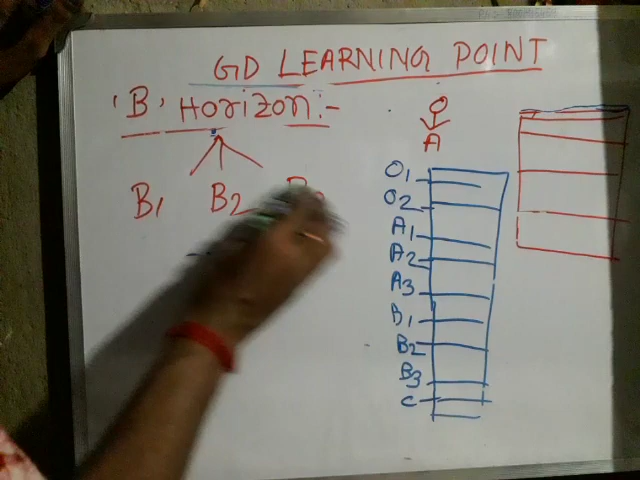 GD LEARNING POINT
'B' Horizon:-
B1 B2
O
A
O1
O2
A1
A2
A3
B1
B2
B3
C